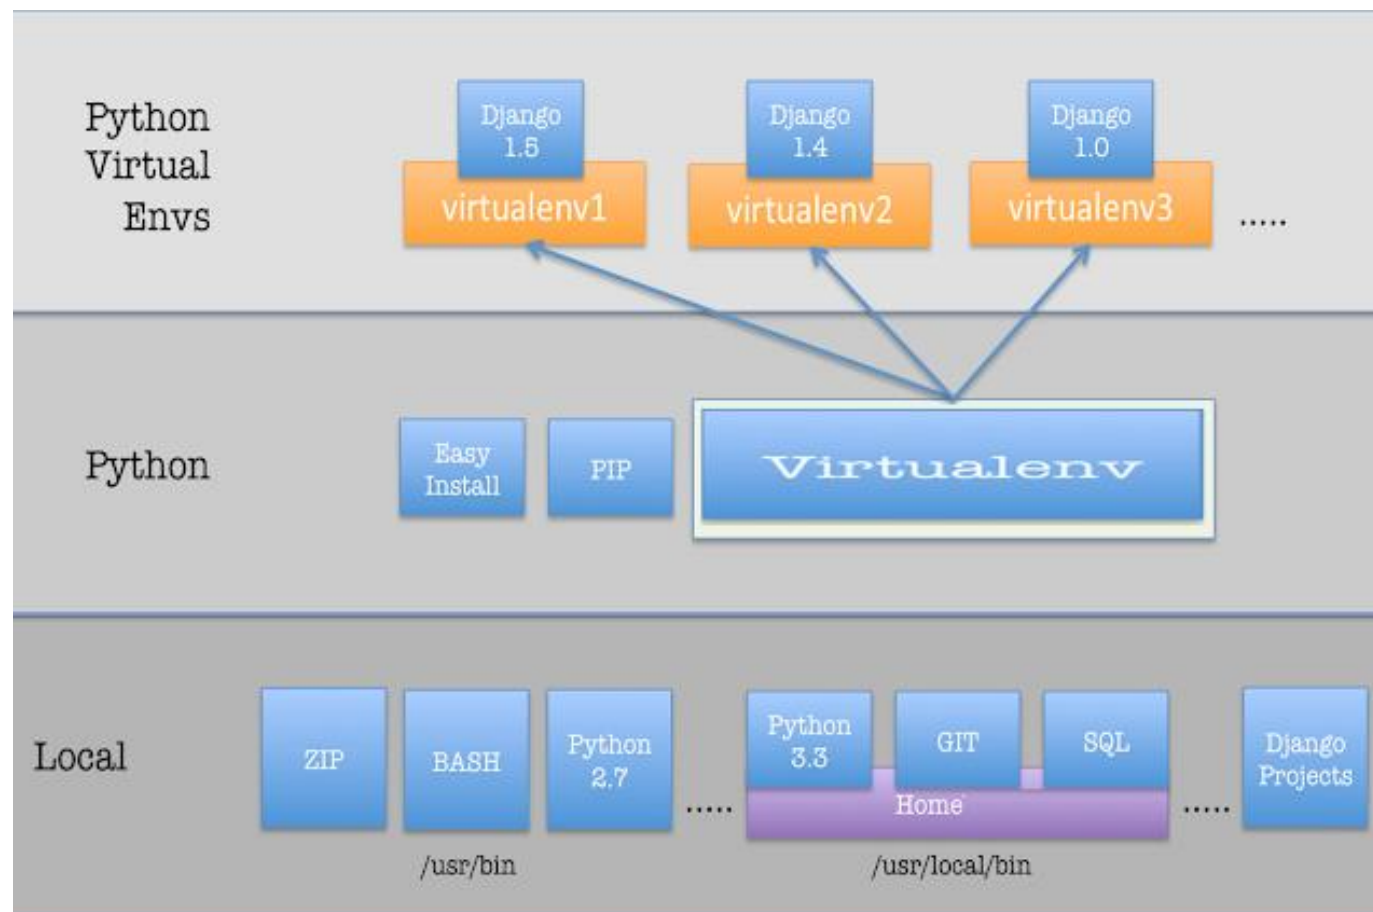 Python
Virtual
Envs
Django
1.5
virtualenv1
Django
1.4
virtualenv2
Django
1.0
virtualenv3
.....
Python
Easy
Install
PIP
Virtualenv
Local
ZIP
BASH
Python
2.7
.....
Python
3.3
GIT
SQL
Home
.....
Django
Projects
/usr/bin
/usr/local/bin